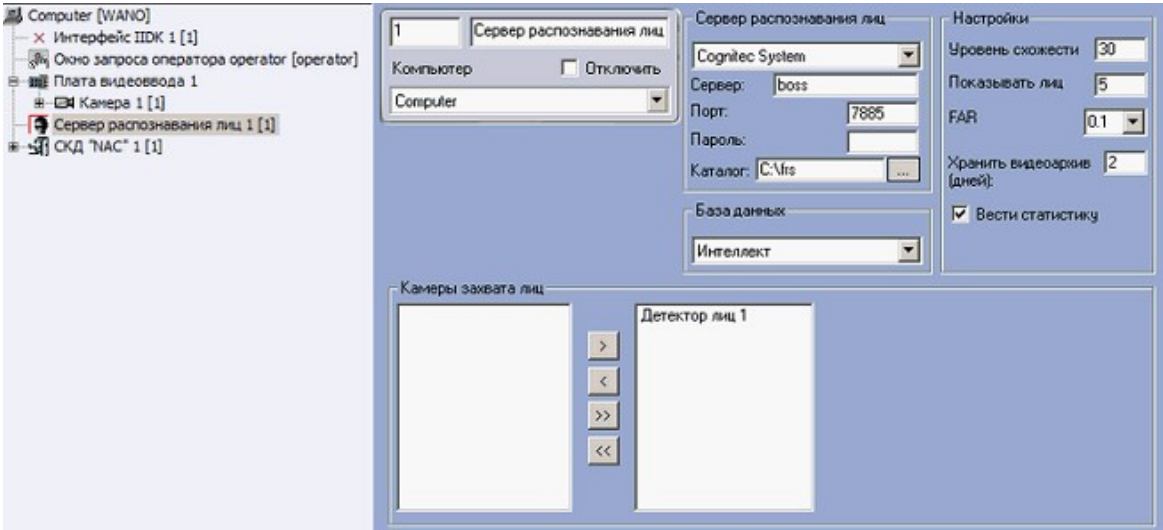 Computer [WANO]
Интерфейс IIDK 1 [1]
Окно запроса оператора operator [operator]
Плата видеоввода 1
Камера 1 [1]
Сервер распознавания лиц 1 [1]
СКД "NAC" 1 [1]
1
Сервер распознавания лиц
Компьютер
Отключить
Computer
Сервер распознавания лиц
Cognitec System
Сервер: boss
Порт: 7885
Пароль:
Каталог: C:\frs ...
База данных
Интеллект
Настройки
Уровень схожести 30
Показывать лиц 5
FAR 0.1
Хранить видеоархив 2
(дней):
Вести статистику
Камеры захвата лиц
Детектор лиц 1
>
<
>>
<<